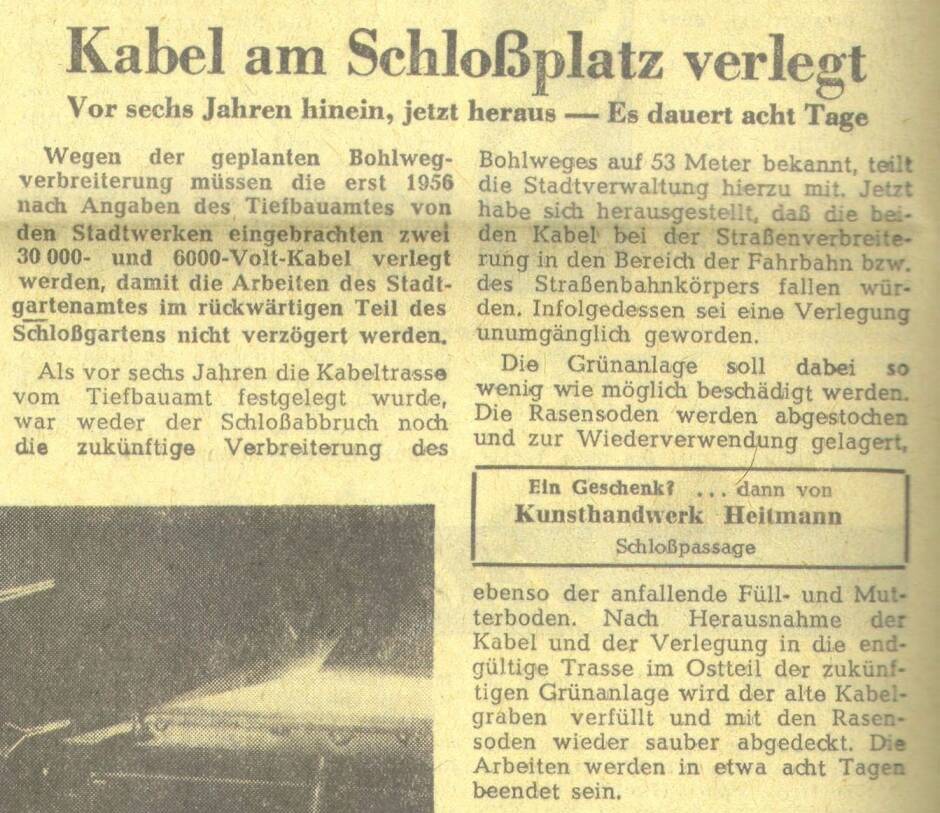 Kabel am Schloßplatz verlegt
Vor sechs Jahren hinein, jetzt heraus — Es dauert acht Tage
Wegen der geplanten Bohlweg-
verbreiterung müssen die erst 1956
nach Angaben des Tiefbauamtes von
den Stadtwerken eingebrachten zwei
30 000- und 6000-Volt-Kabel verlegt
werden, damit die Arbeiten des Stadt-
gartenamtes im rückwärtigen Teil des
Schloßgartens nicht verzögert werden.
Als vor sechs Jahren die Kabeltrasse
vom Tiefbauamt festgelegt wurde,
war weder der Schloßabbruch noch
die zukünftige Verbreiterung des
Bohlweges auf 53 Meter bekannt, teilt
die Stadtverwaltung hierzu mit. Jetzt
habe sich herausgestellt, daß die bei-
den Kabel bei der Straßenverbreite-
rung in den Bereich der Fahrbahn bzw.
des Straßenbahnkörpers fallen wür-
den. Infolgedessen sei eine Verlegung
unumgänglich geworden.
Die Grünanlage soll dabei so
wenig wie möglich beschädigt werden.
Die Rasensoden werden abgestochen
und zur Wiederverwendung gelagert,
Ein Geschenk? ... dann von
Kunsthandwerk Heitmann
Schloßpassage
ebenso der anfallende Füll- und Mut-
terboden. Nach Herausnahme der
Kabel und der Verlegung in die end-
gültige Trasse im Ostteil der zukünf-
tigen Grünanlage wird der alte Kabel-
graben verfüllt und mit den Rasen-
soden wieder sauber abgedeckt. Die
Arbeiten werden in etwa acht Tagen
beendet sein.